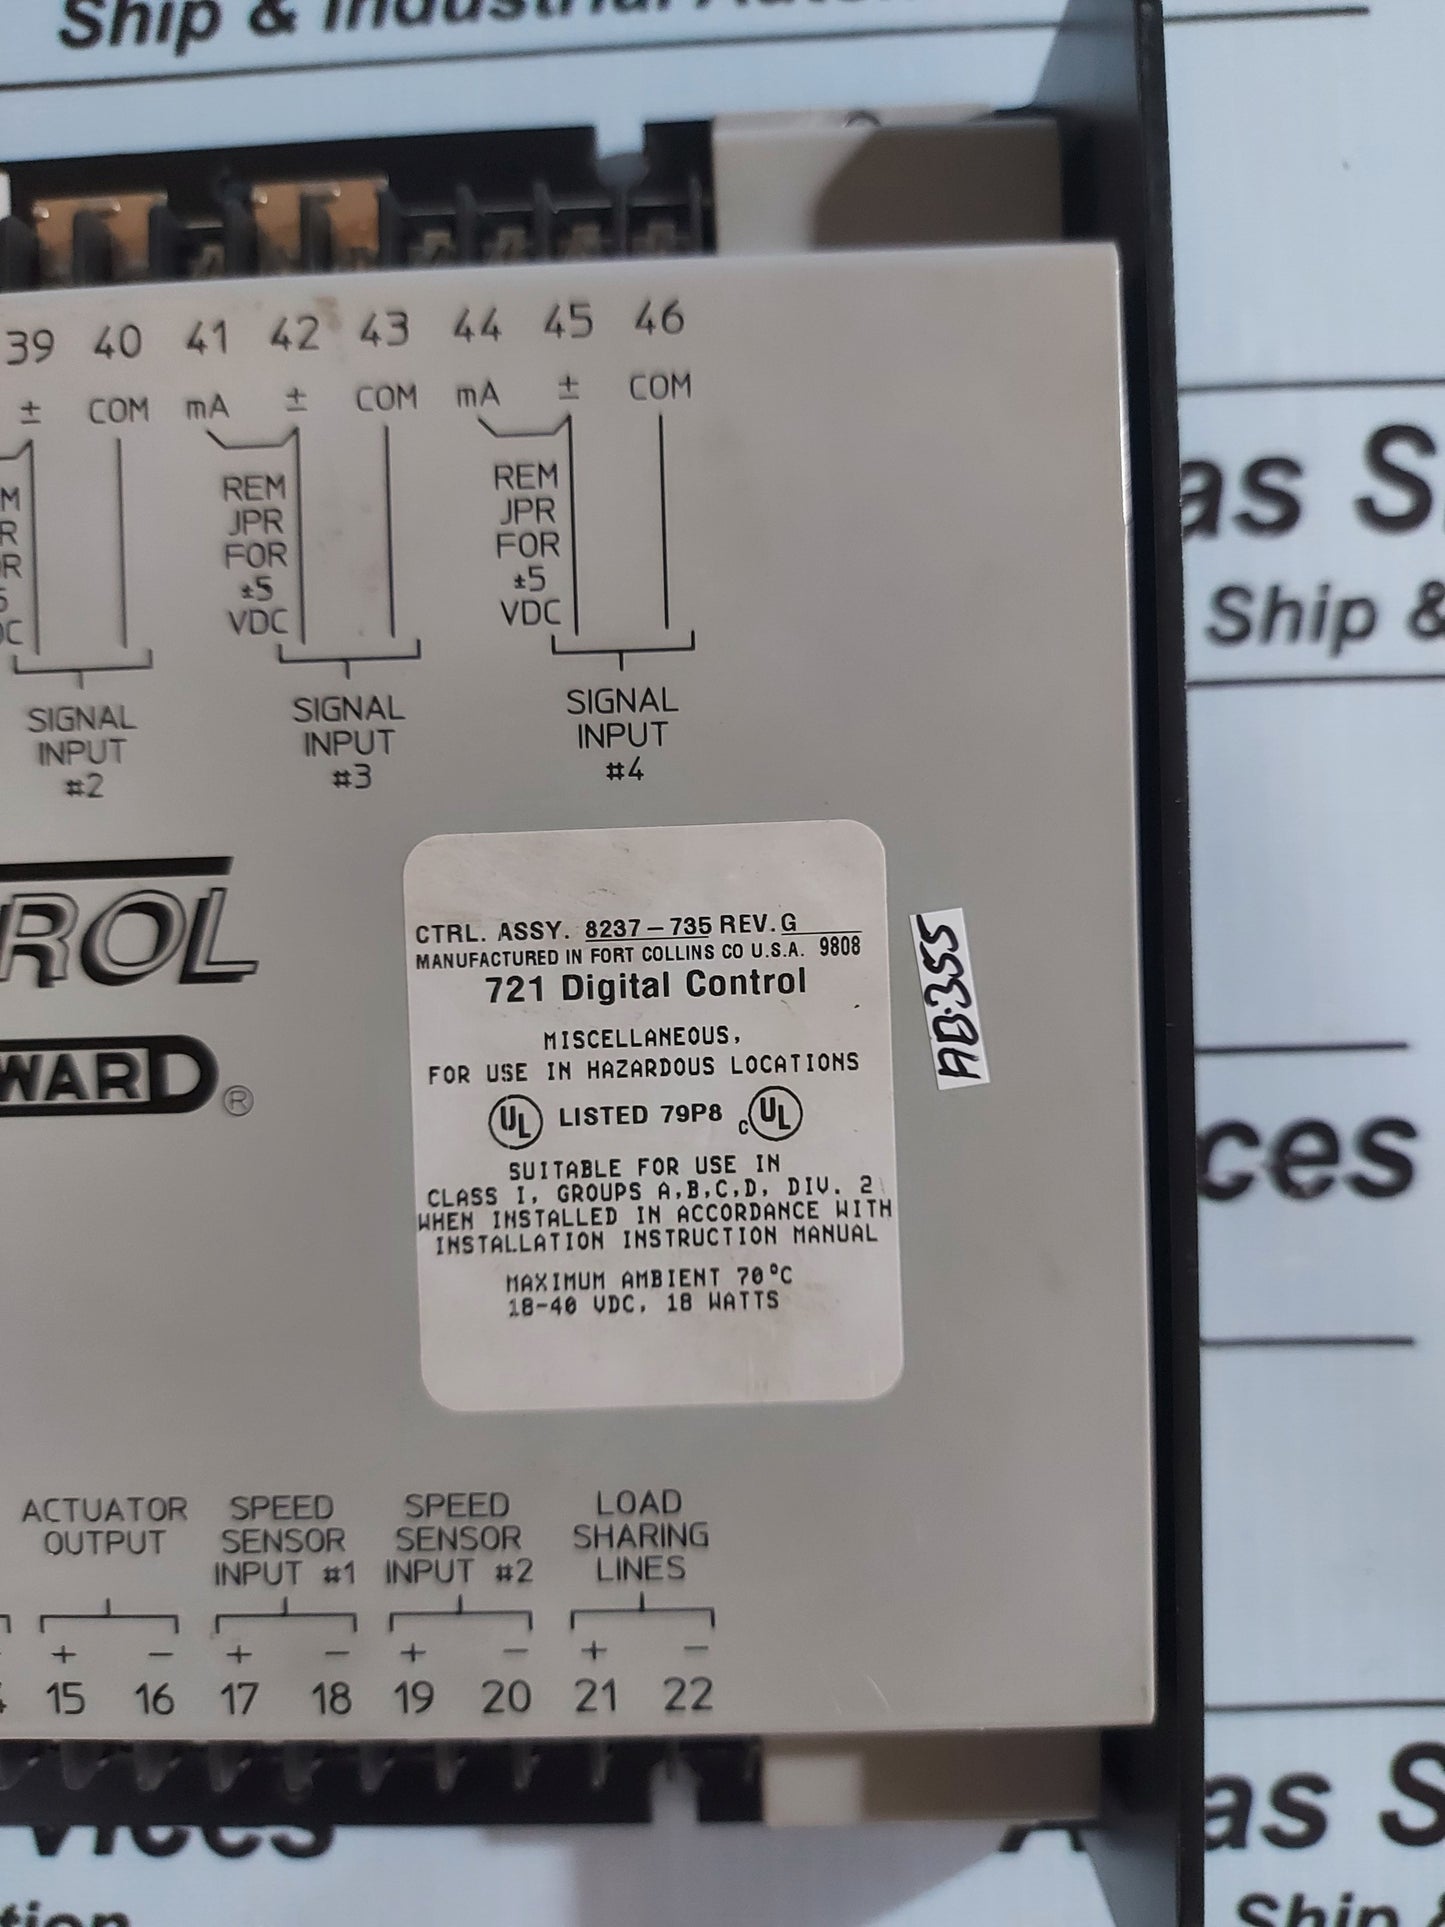 Ship & Industrial
39 40 41 42 43 44 45 46
± COM mA ± COM mA ± COM
REM
JPR
FOR
±5
VDC
REM
JPR
FOR
±5
VDC
SIGNAL
INPUT
#2
SIGNAL
INPUT
#3
SIGNAL
INPUT
#4
ROL
WARD ®
CTRL. ASSY. 8237-735 REV. G
MANUFACTURED IN FORT COLLINS CO U.S.A. 9808
721 Digital Control
MISCELLANEOUS,
FOR USE IN HAZARDOUS LOCATIONS
UL LISTED 79P8 c UL
SUITABLE FOR USE IN
CLASS I, GROUPS A,B,C,D, DIV. 2
WHEN INSTALLED IN ACCORDANCE WITH
INSTALLATION INSTRUCTION MANUAL
MAXIMUM AMBIENT 70°C
18-40 VDC, 18 WATTS
AB355
ACTUATOR
OUTPUT
SPEED
SENSOR
INPUT #1
SPEED
SENSOR
INPUT #2
LOAD
SHARING
LINES
+ - + - + - + -
15 16 17 18 19 20 21 22
as S
Ship &
ces
as S
Ship &